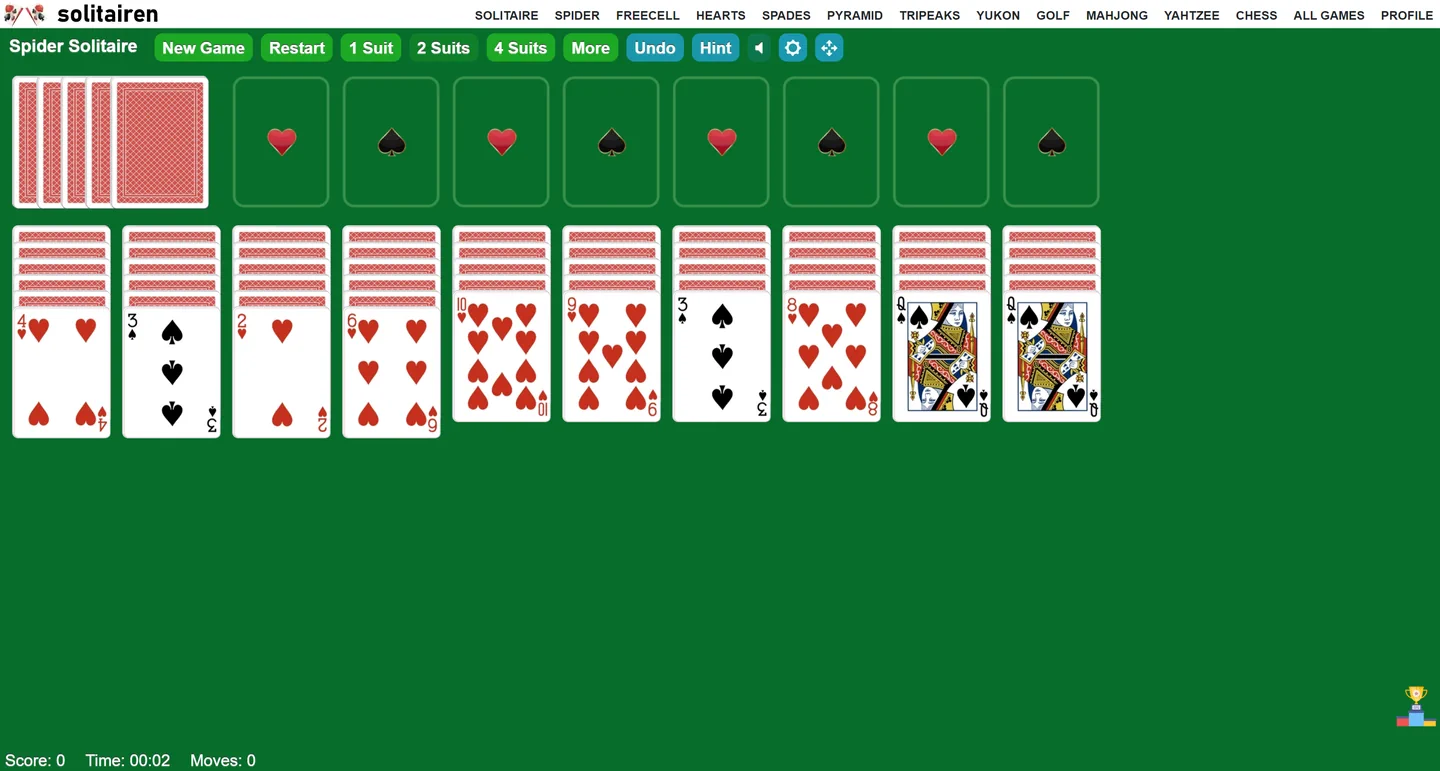 solitairen
SOLITAIRE SPIDER FREECELL HEARTS SPADES PYRAMID TRIPEAKS YUKON GOLF MAHJONG YAHTZEE CHESS ALL GAMES PROFILE
Spider Solitaire New Game Restart 1 Suit 2 Suits 4 Suits More Undo Hint
4 3 2 6 10 9 3 8 Q Q
4 3 2 6 10 9 3 8 Q Q
Score: 0 Time: 00:02 Moves: 0